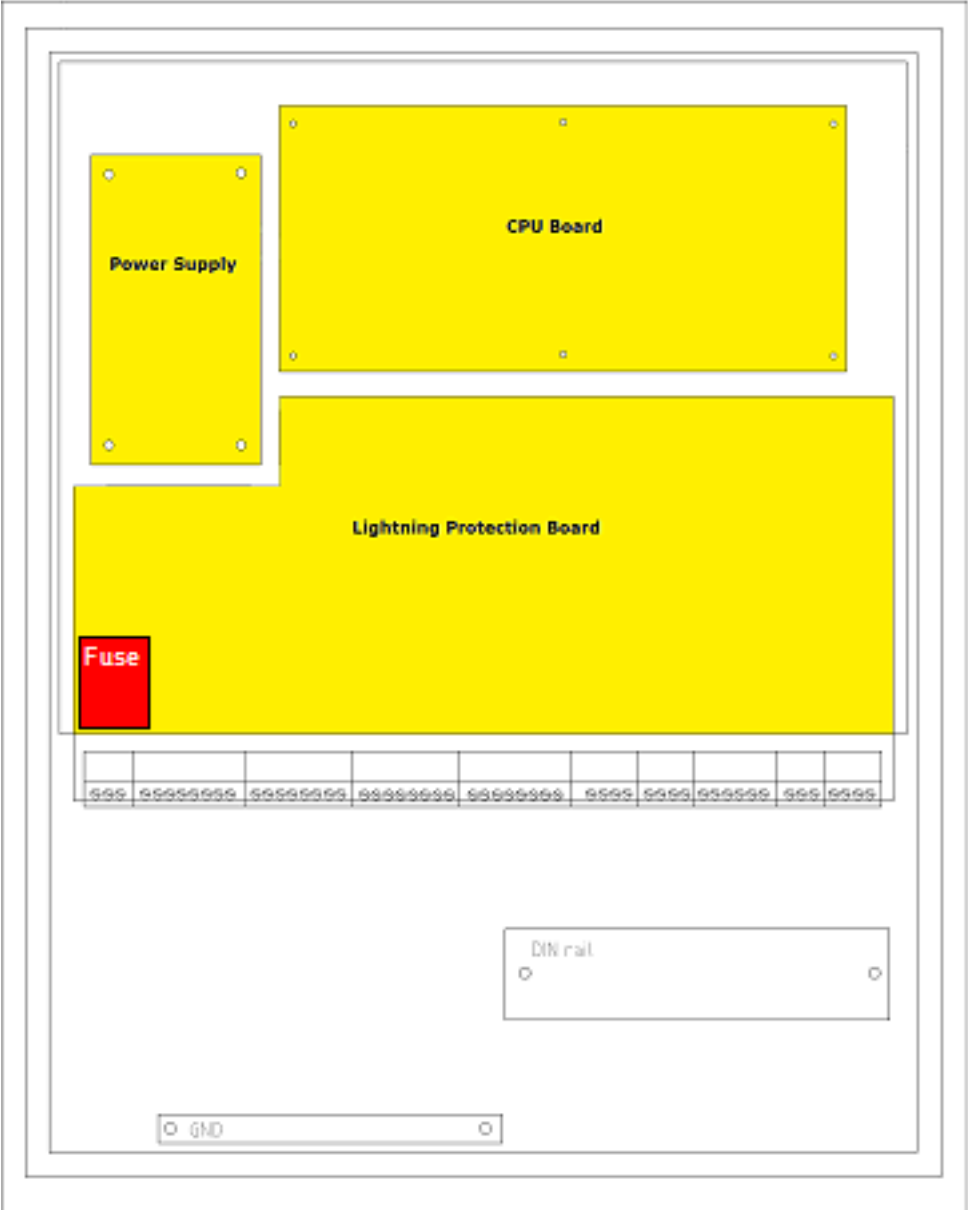 CPU Board
Power Supply
Lightning Protection Board
Fuse
DIN rail
GND